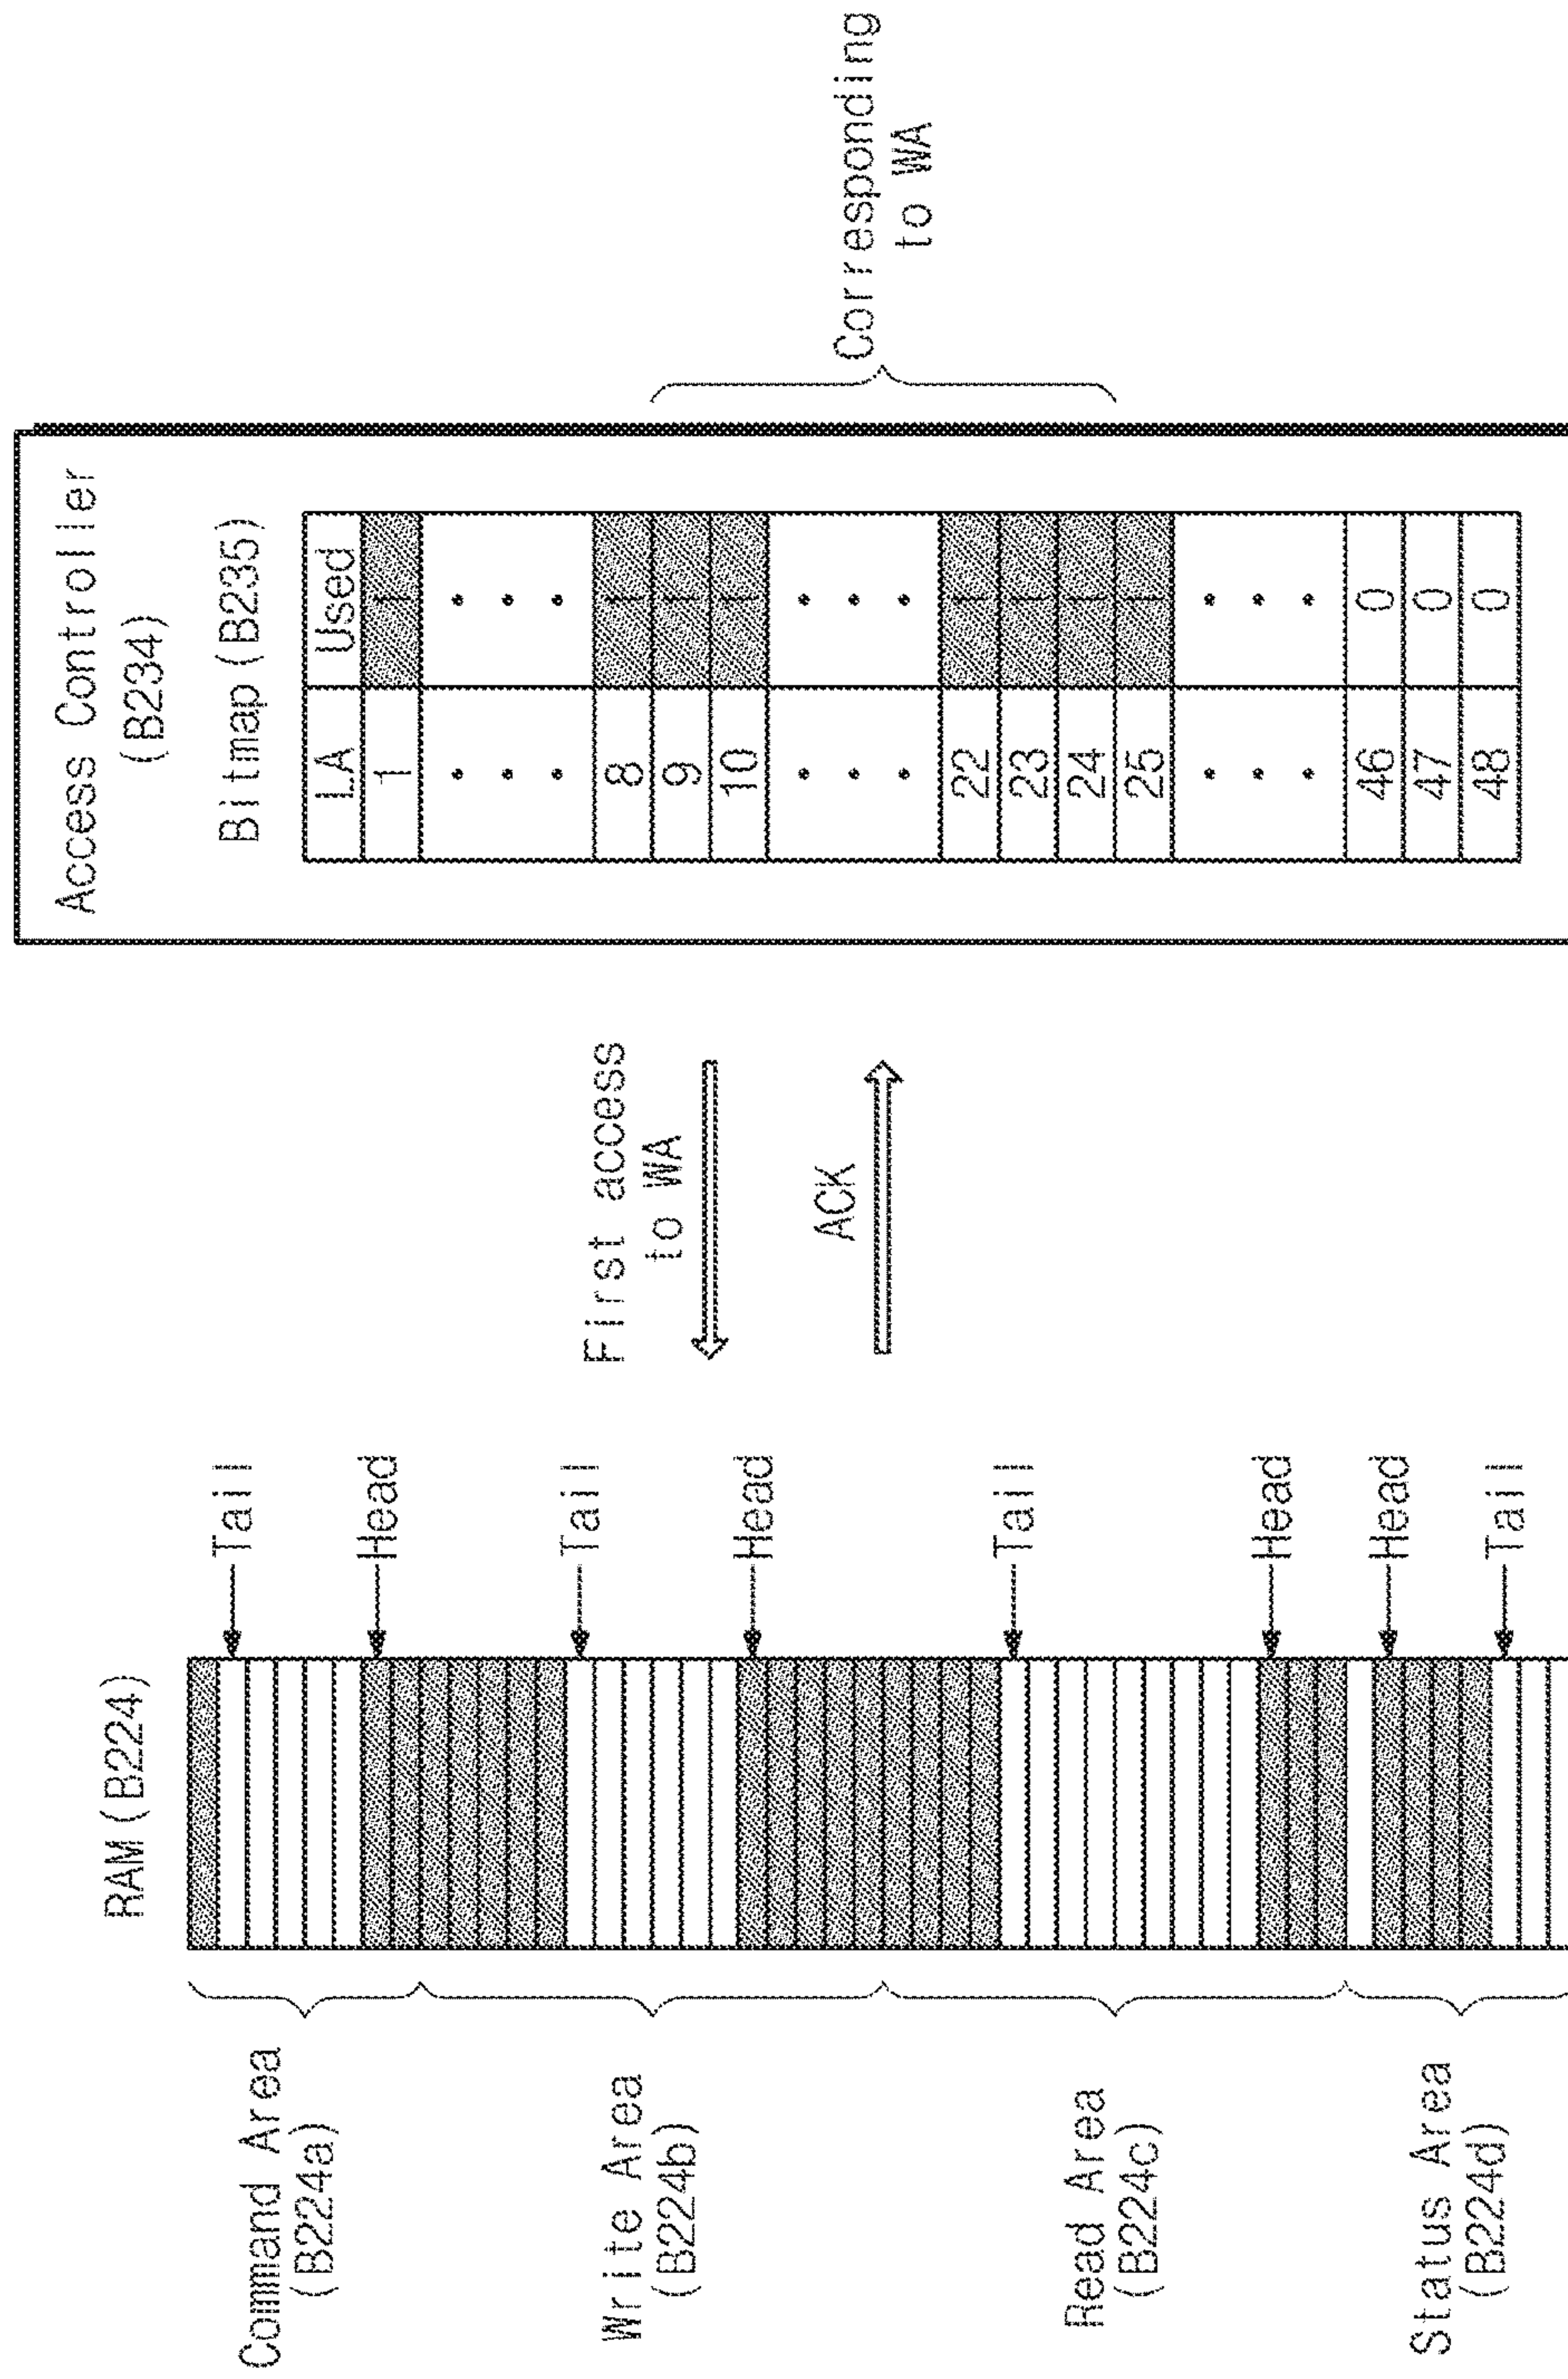 RAM(B224)
Command Area
(B224a)
Write Area
(B224b)
Read Area
(B224c)
Status Area
(B224d)
Tail
Head
Tail
Head
Tail
Head
Head
Tail
First access
to WA
ACK
Access Controller
(B234)
Bitmap(B235)
LA Used
1 1
8 1
9 1
10 1
22 1
23 1
24 1
25 1
46 0
47 0
48 0
Corresponding
to WA